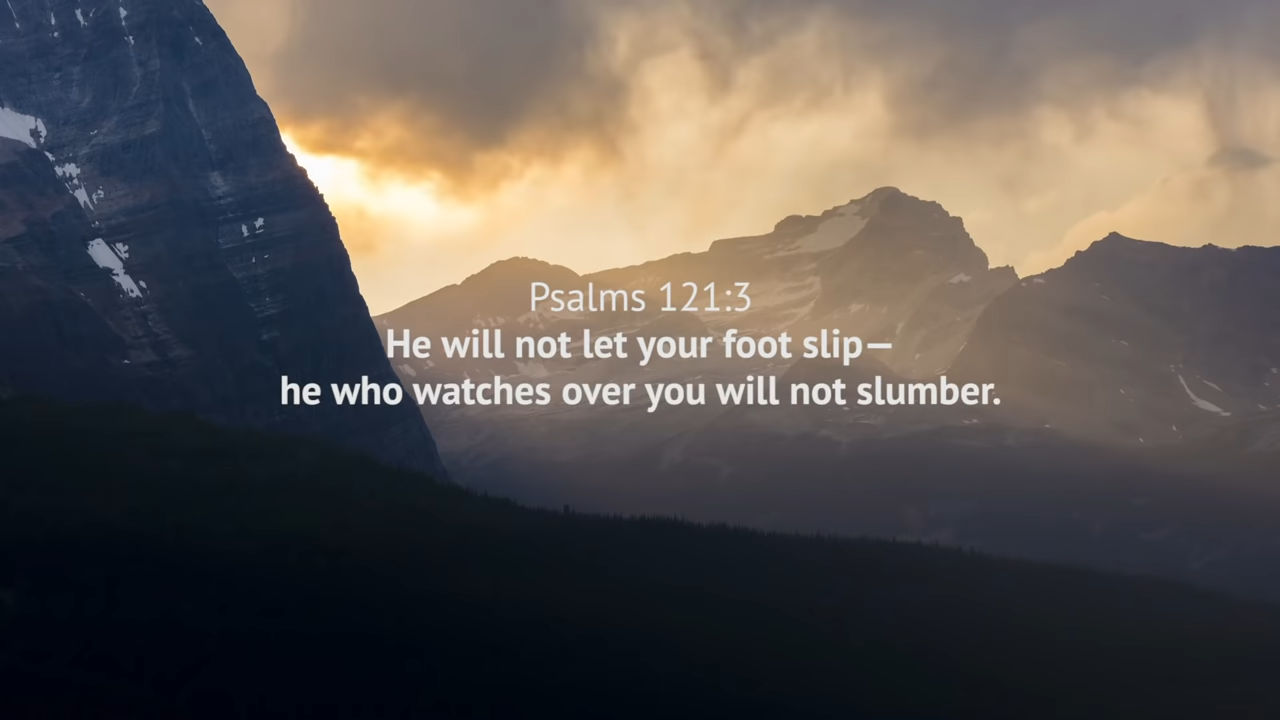 Psalms 121:3
He will not let your foot slip—
he who watches over you will not slumber.